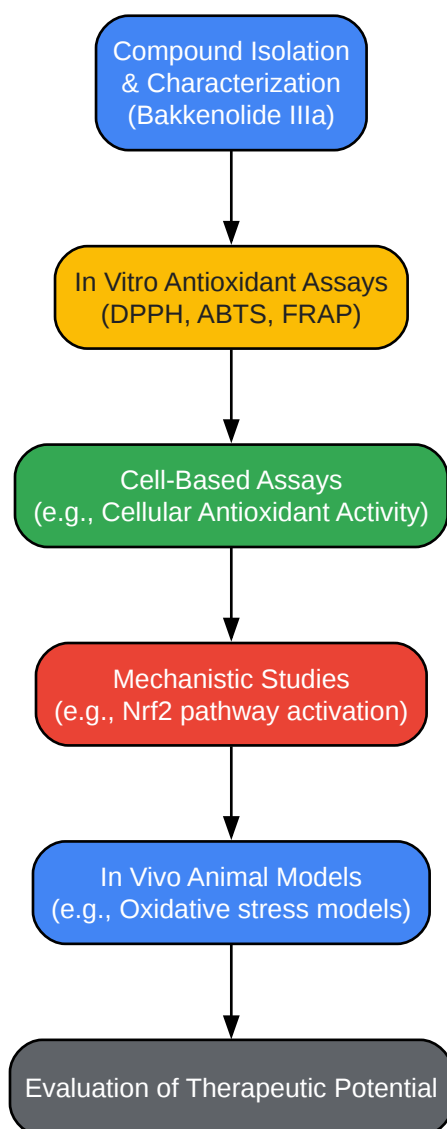 Compound Isolation
& Characterization
(Bakkenolide IIIa)
In Vitro Antioxidant Assays
(DPPH, ABTS, FRAP)
Cell-Based Assays
(e.g., Cellular Antioxidant Activity)
Mechanistic Studies
(e.g., Nrf2 pathway activation)
In Vivo Animal Models
(e.g., Oxidative stress models)
Evaluation of Therapeutic Potential